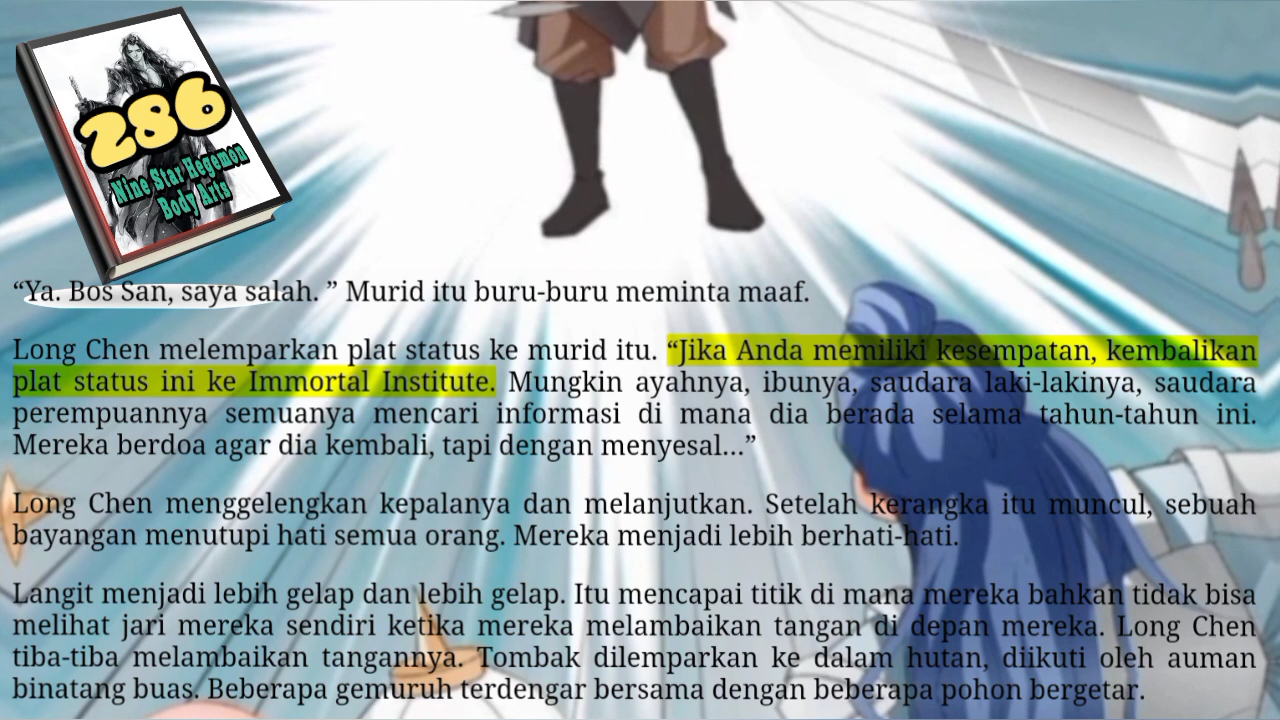 286
Nine Star Hegemon
Body Arts
“Ya. Bos San, saya salah. ” Murid itu buru-buru meminta maaf.
Long Chen melemparkan plat status ke murid itu. “Jika Anda memiliki kesempatan, kembalikan
plat status ini ke Immortal Institute. Mungkin ayahnya, ibunya, saudara laki-lakinya, saudara
perempuannya semuanya mencari informasi di mana dia berada selama tahun-tahun ini.
Mereka berdoa agar dia kembali, tapi dengan menyesal…”
Long Chen menggelengkan kepalanya dan melanjutkan. Setelah kerangka itu muncul, sebuah
bayangan menutupi hati semua orang. Mereka menjadi lebih berhati-hati.
Langit menjadi lebih gelap dan lebih gelap. Itu mencapai titik di mana mereka bahkan tidak bisa
melihat jari mereka sendiri ketika mereka melambaikan tangan di depan mereka. Long Chen
tiba-tiba melambaikan tangannya. Tombak dilemparkan ke dalam hutan, diikuti oleh auman
binatang buas. Beberapa gemuruh terdengar bersama dengan beberapa pohon bergetar.